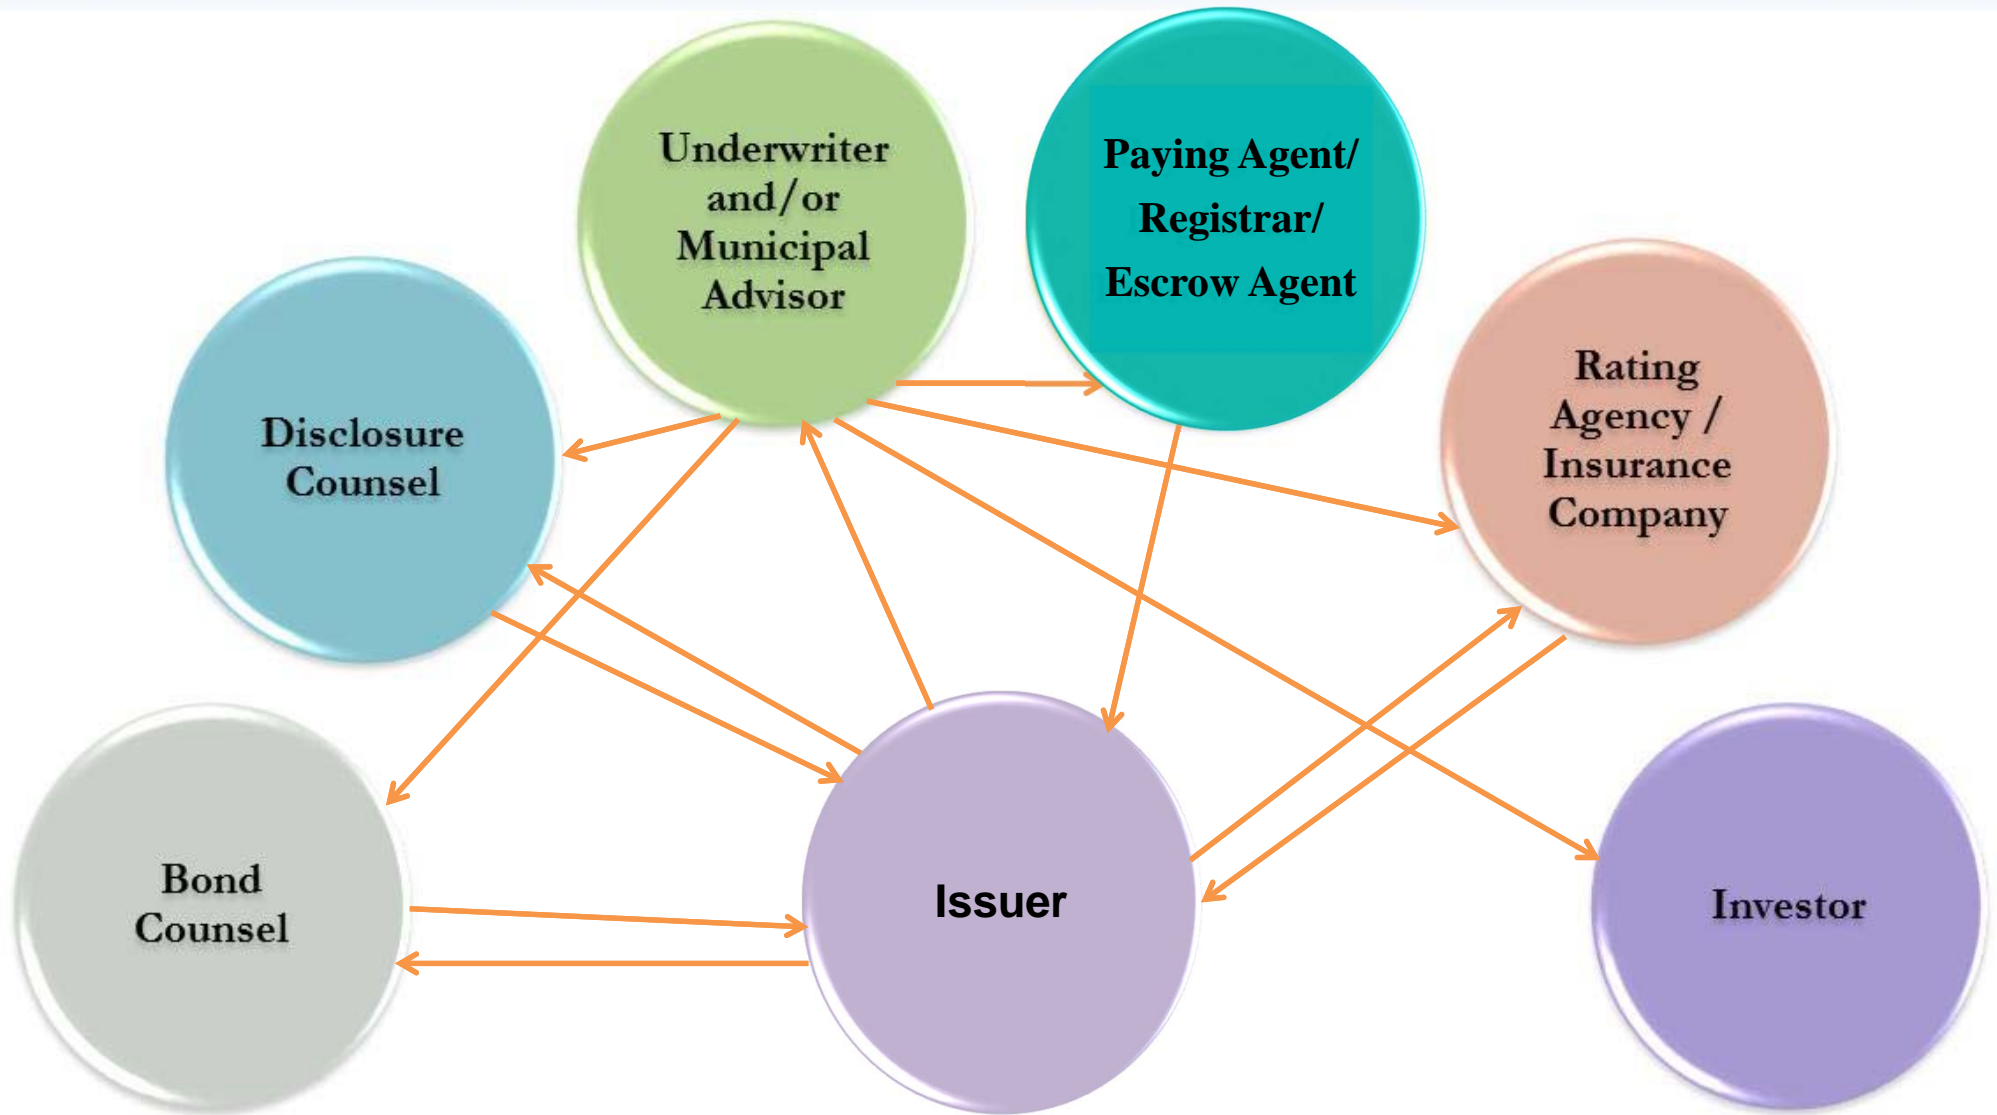 Underwriter
and/or
Municipal
Advisor
Paying Agent/
Registrar/
Escrow Agent
Rating
Agency /
Insurance
Company
Disclosure
Counsel
Bond
Counsel
Issuer
Investor